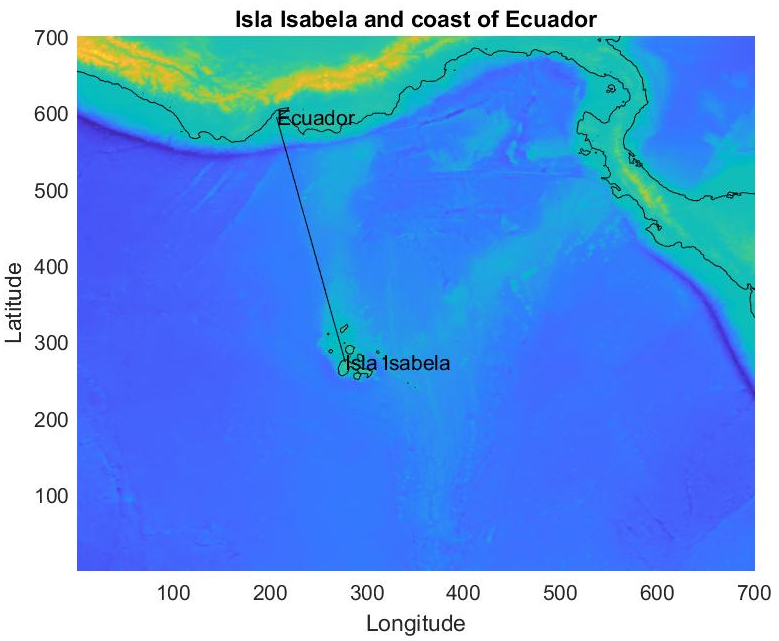 Isla Isabela and coast of Ecuador
700
600
500
400
300
200
100
Latitude
Ecuador
Isla Isabela
100 200 300 400 500 600 700
Longitude